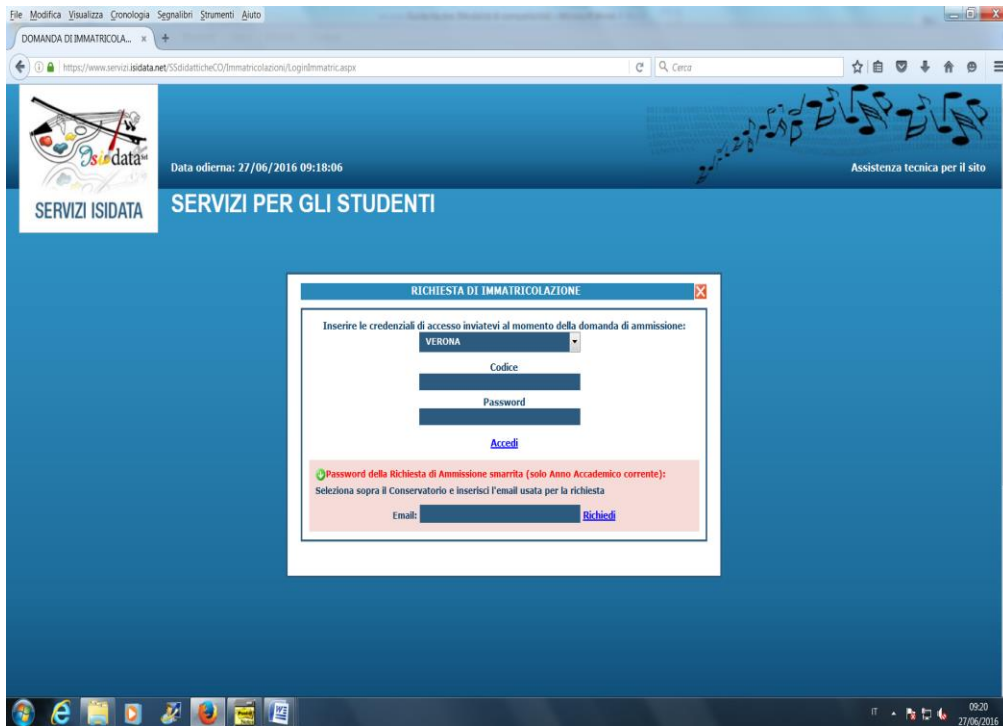 File Modifica Visualizza Cronologia Segnalibri Strumenti Aiuto
DOMANDA DI IMMATRICOLA... × +
https://www.servizi.isidata.net/SSdidatticheCO/Immatricolazioni/LoginImmatric.aspx
Cerca
Isidata srl
SERVIZI ISIDATA
Data odierna: 27/06/2016 09:18:06
Assistenza tecnica per il sito
SERVIZI PER GLI STUDENTI
RICHIESTA DI IMMATRICOLAZIONE
Inserire le credenziali di accesso inviatevi al momento della domanda di ammissione:
VERONA
Codice
Password
Accedi
Password della Richiesta di Ammissione smarrita (solo Anno Accademico corrente):
Seleziona sopra il Conservatorio e inserisci l'email usata per la richiesta
Email: Richiedi
IT
09:20
27/06/2016